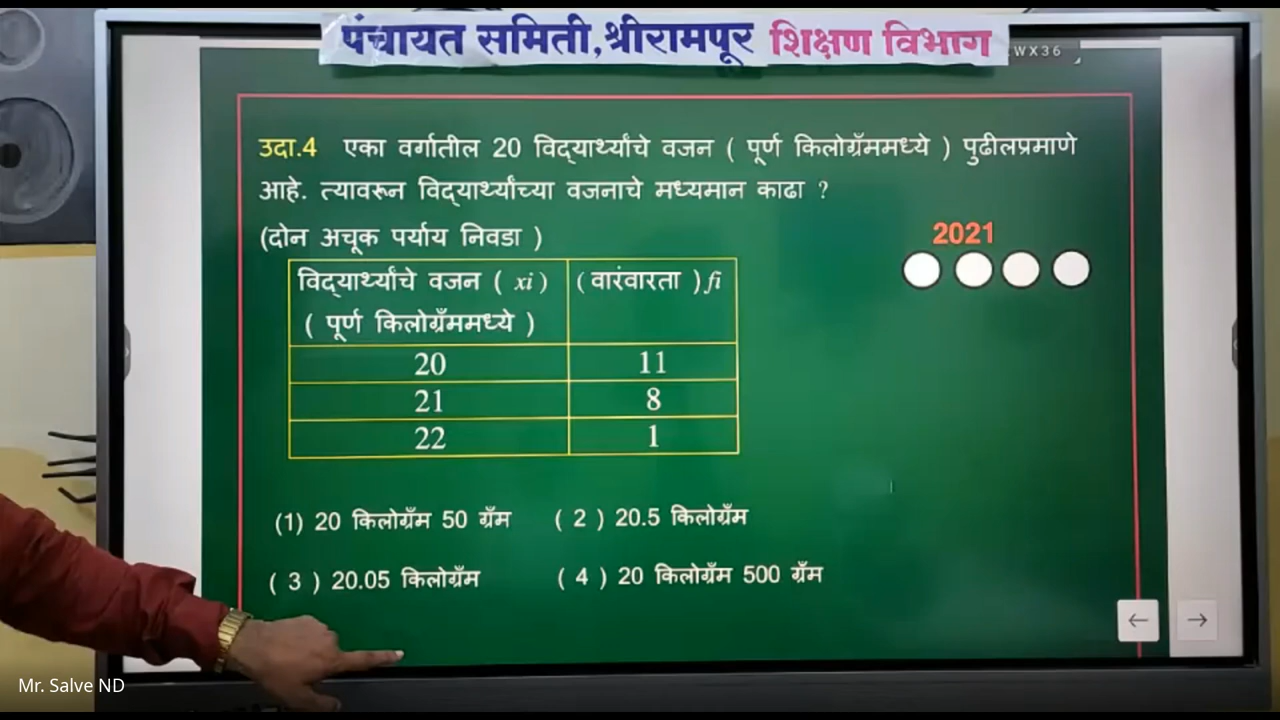 पंचायत समिती,श्रीरामपूर शिक्षण विभाग
WX36
उदा.4 एका वर्गातील 20 विद्‌यार्थ्यांचे वजन ( पूर्ण किलोग्रॅममध्ये ) पुढीलप्रमाणे
आहे. त्यावरून विद्‌यार्थ्यांच्या वजनाचे मध्यमान काढा ?
(दोन अचूक पर्याय निवडा )
2021
विद्‌यार्थ्यांचे वजन ( xi ) (वारंवारता ) fi
( पूर्ण किलोग्रॅममध्ये )
20 11
21 8
22 1
(1) 20 किलोग्रॅम 50 ग्रॅम ( 2 ) 20.5 किलोग्रॅम
( 3 ) 20.05 किलोग्रॅम ( 4 ) 20 किलोग्रॅम 500 ग्रॅम
← →
Mr. Salve ND